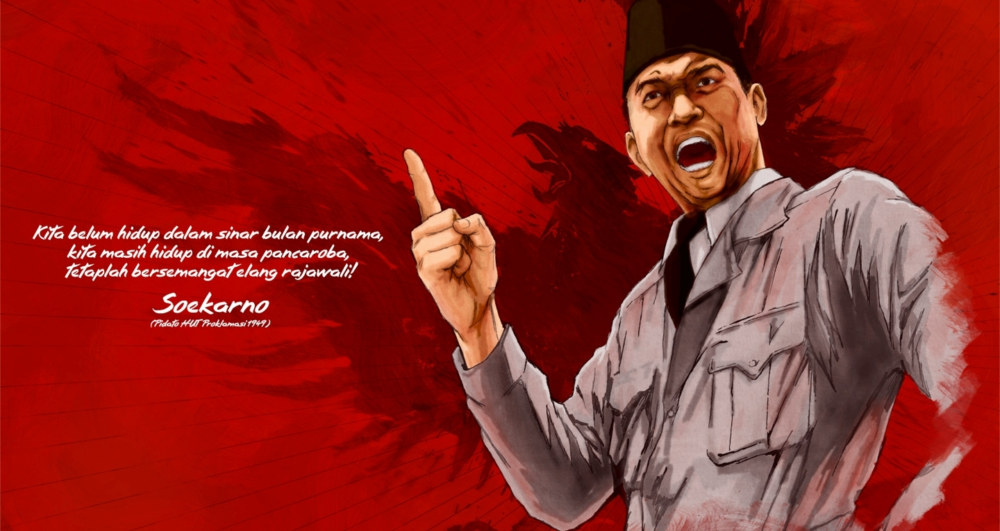 Kita belum hidup dalam sinar bulan purnama,
kita masih hidup di masa pancaroba,
tetaplah bersemangat elang rajawali!
Soekarno
(Pidato HUT Proklamasi 1949)